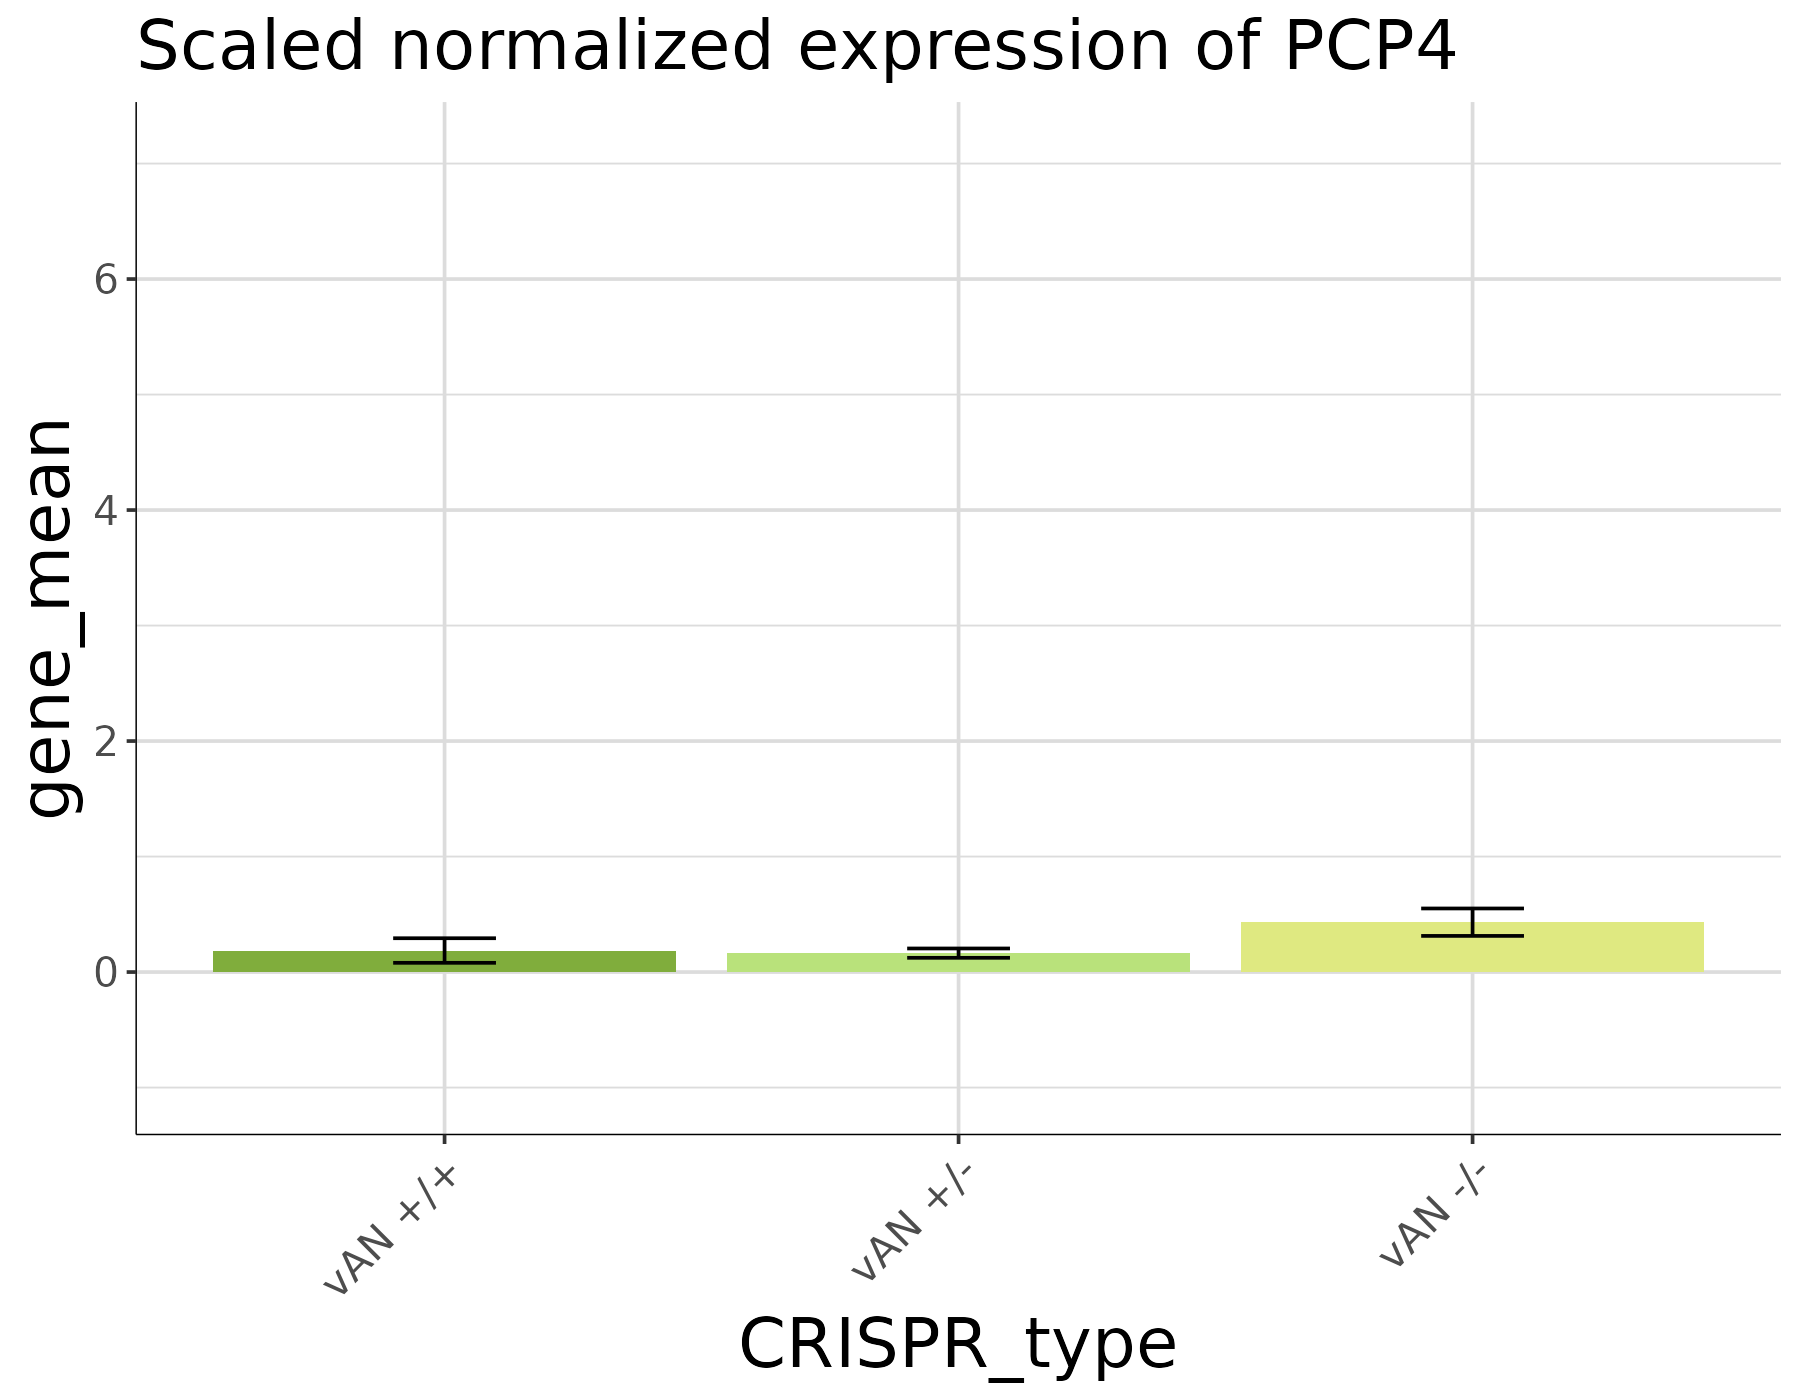 Scaled normalized expression of PCP4
gene_mean
6
4
2
0
vAN +/+
vAN +/-
vAN -/-
CRISPR_type